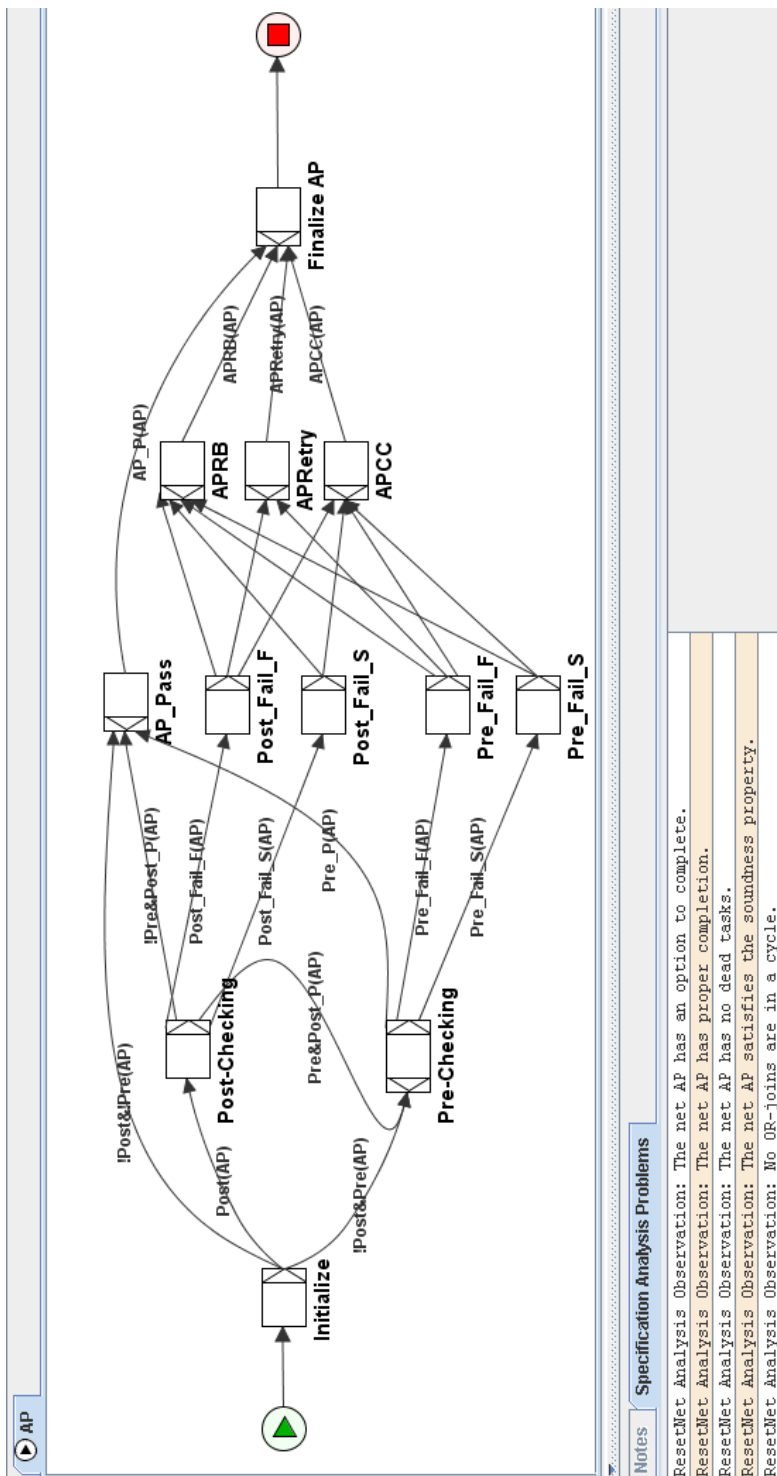 AP
!Post&!Pre(AP)
Post(AP)
!Post&Pre(AP)
Initialize
!Pre&Post_P(AP)
Post_Fail_F(AP)
Post_Fail_S(AP)
Pre&Post_P(AP)
Post-Checking
Pre_P(AP)
Pre_Fail_F(AP)
Pre_Fail_S(AP)
Pre-Checking
AP_Pass
Post_Fail_F
Post_Fail_S
Pre_Fail_F
Pre_Fail_S
AP_P(AP)
APRB
APRetry
APCC
APRB(AP)
APRetry(AP)
APCC(AP)
Finalize AP
Notes
Specification Analysis Problems
ResetNet Analysis Observation: The net AP has an option to complete.
ResetNet Analysis Observation: The net AP has proper completion.
ResetNet Analysis Observation: The net AP has no dead tasks.
ResetNet Analysis Observation: The net AP satisfies the soundness property.
ResetNet Analysis Observation: No OR-joins are in a cycle.